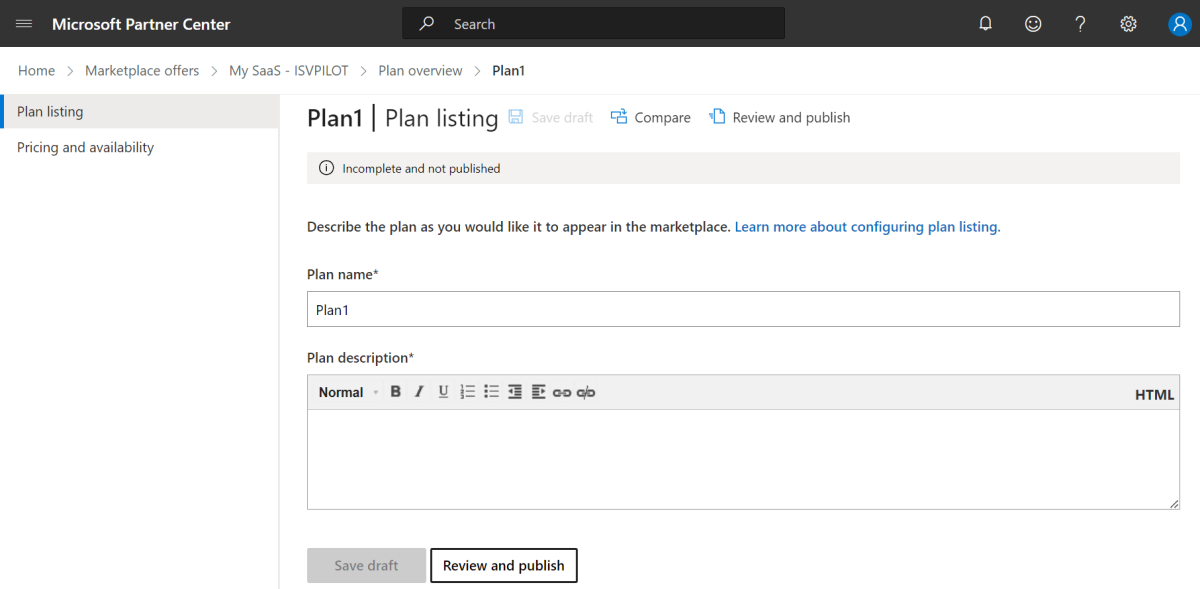 Microsoft Partner Center
Search
Home > Marketplace offers > My SaaS - ISVPILOT > Plan overview > Plan1
Plan listing
Pricing and availability
Plan1 | Plan listing
Save draft
Compare
Review and publish
Incomplete and not published
Describe the plan as you would like it to appear in the marketplace. Learn more about configuring plan listing.
Plan name*
Plan1
Plan description*
Normal B I U HTML
Save draft
Review and publish